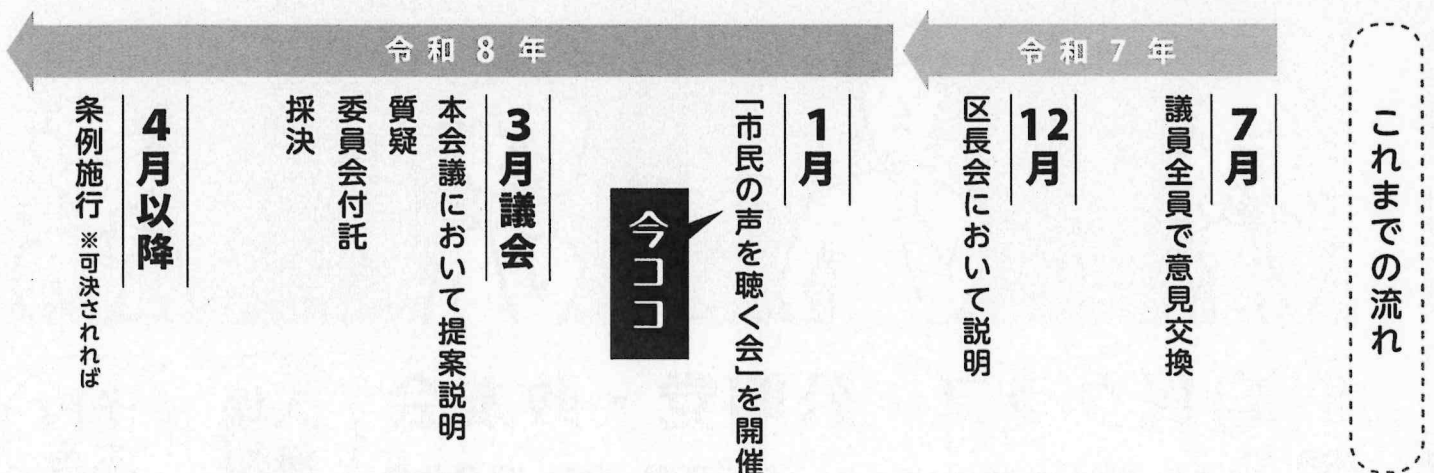 これまでの流れ
令和7年
7月
議員全員で意見交換
12月
区長会において説明
令和8年
1月
「市民の声を聴く会」を開催
今ココ
3月議会
本会議において提案説明
質疑
委員会付託
採決
4月以降
条例施行 ※可決されれば